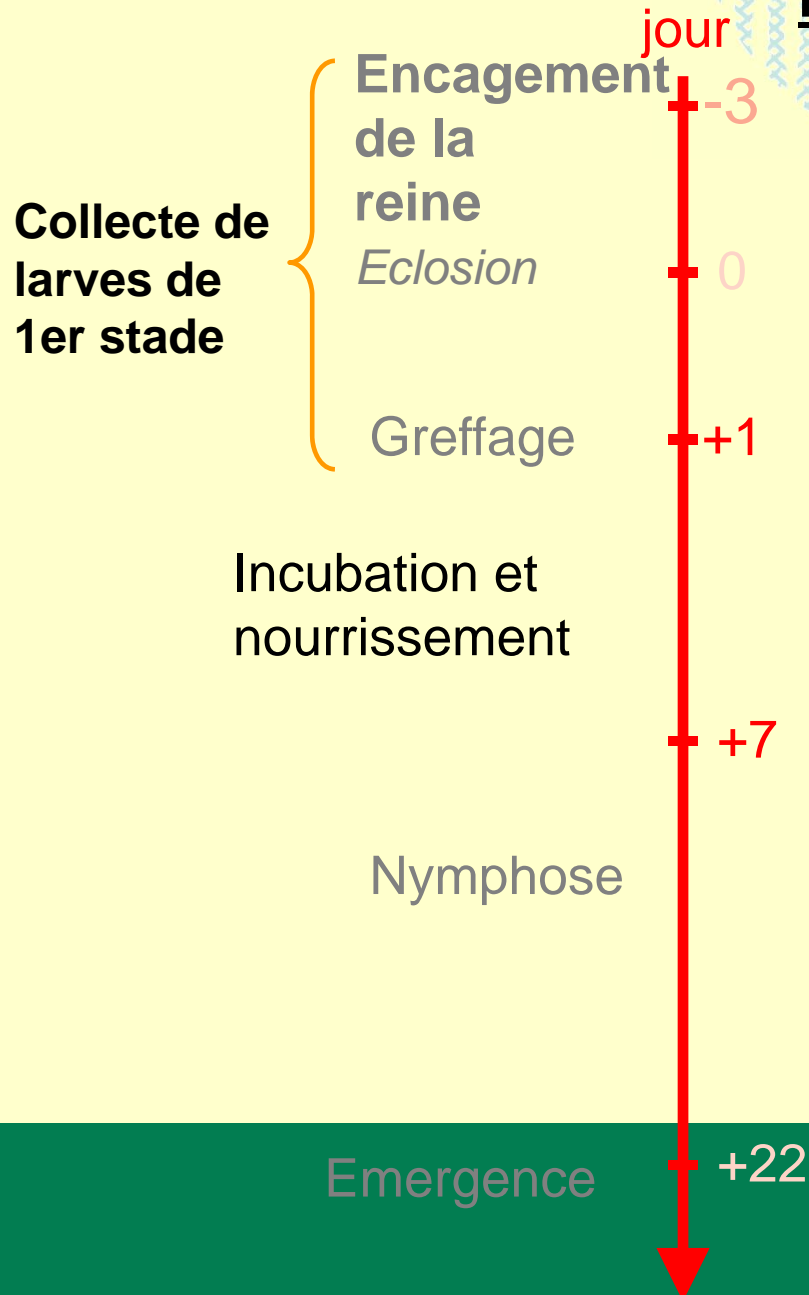 jour
Encagement
de la
reine
-3
Collecte de
larves de
1er stade
Eclosion
0
Greffage
+1
Incubation et
nourrissement
+7
Nymphose
Emergence
+22